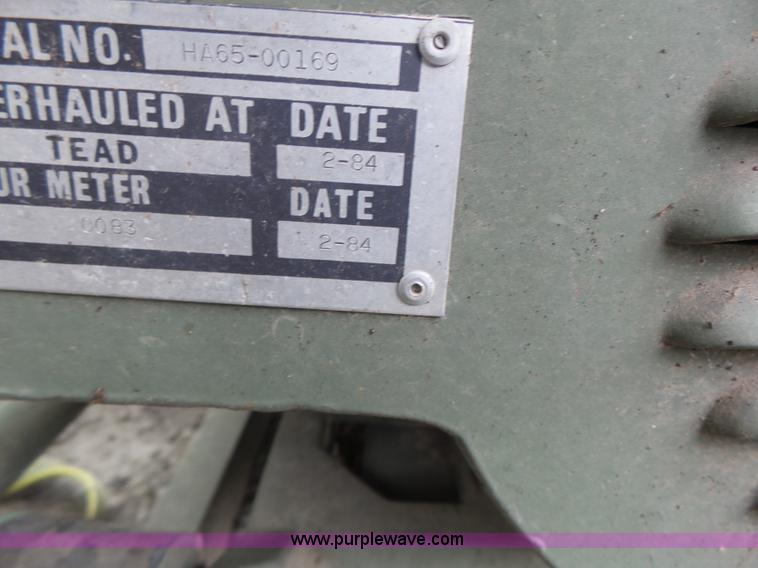 AL NO. HA65-00169
ERHAULED AT DATE
TEAD 2-84
UR METER DATE
0083 2-84
www.purplewave.com